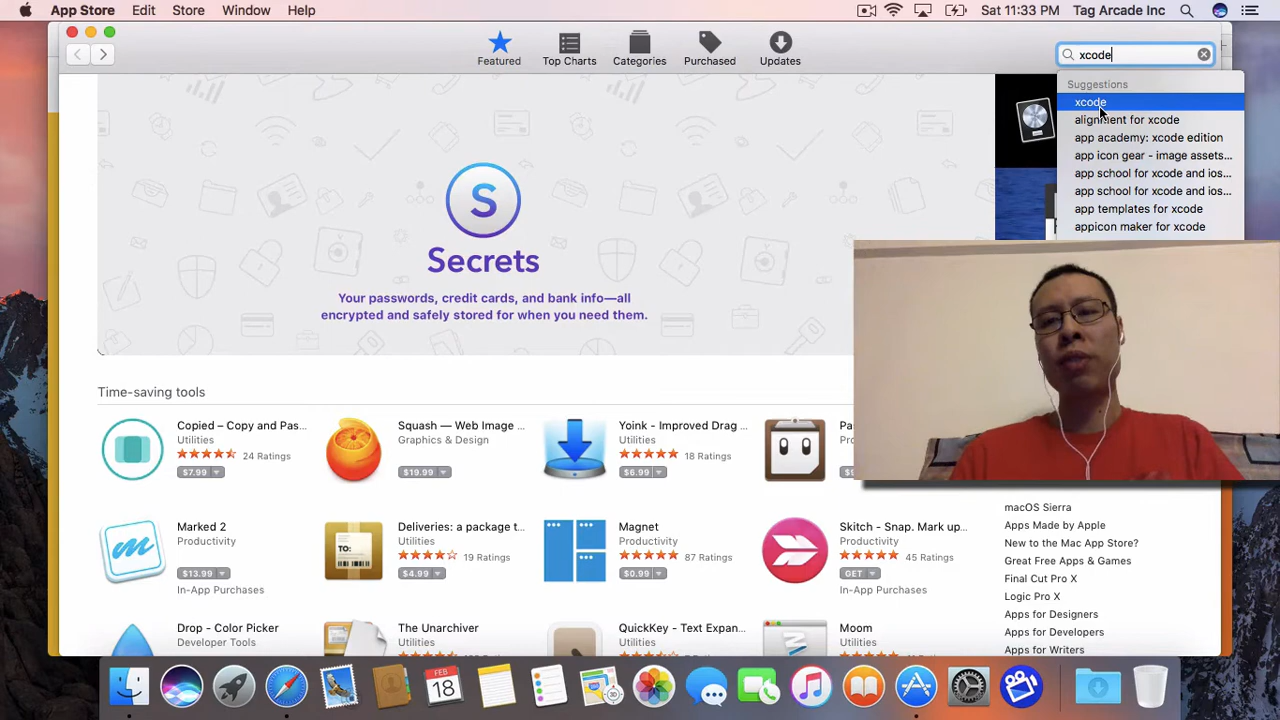 App Store Edit Store Window Help Sat 11:33 PM Tag Arcade Inc
Featured Top Charts Categories Purchased Updates
xcode
Suggestions
xcode
alignment for xcode
app academy: xcode edition
app icon gear - image assets...
app school for xcode and ios...
app school for xcode and ios...
app templates for xcode
appicon maker for xcode
S
Secrets
Your passwords, credit cards, and bank info—all
encrypted and safely stored for when you need them.
Time-saving tools
Copied – Copy and Pas...
Utilities
24 Ratings
$7.99
Squash — Web Image ...
Graphics & Design
$19.99
Yoink - Improved Drag ...
Utilities
18 Ratings
$6.99
Marked 2
Productivity
$13.99
In-App Purchases
Deliveries: a package t...
Utilities
19 Ratings
$4.99
TO:
Magnet
Productivity
87 Ratings
$0.99
Skitch - Snap. Mark up...
Productivity
45 Ratings
GET
In-App Purchases
Drop - Color Picker
Developer Tools
The Unarchiver
Utilities
QuickKey - Text Expan...
Productivity
Moom
Utilities
macOS Sierra
Apps Made by Apple
New to the Mac App Store?
Great Free Apps & Games
Final Cut Pro X
Logic Pro X
Apps for Designers
Apps for Developers
Apps for Writers
FEB
18